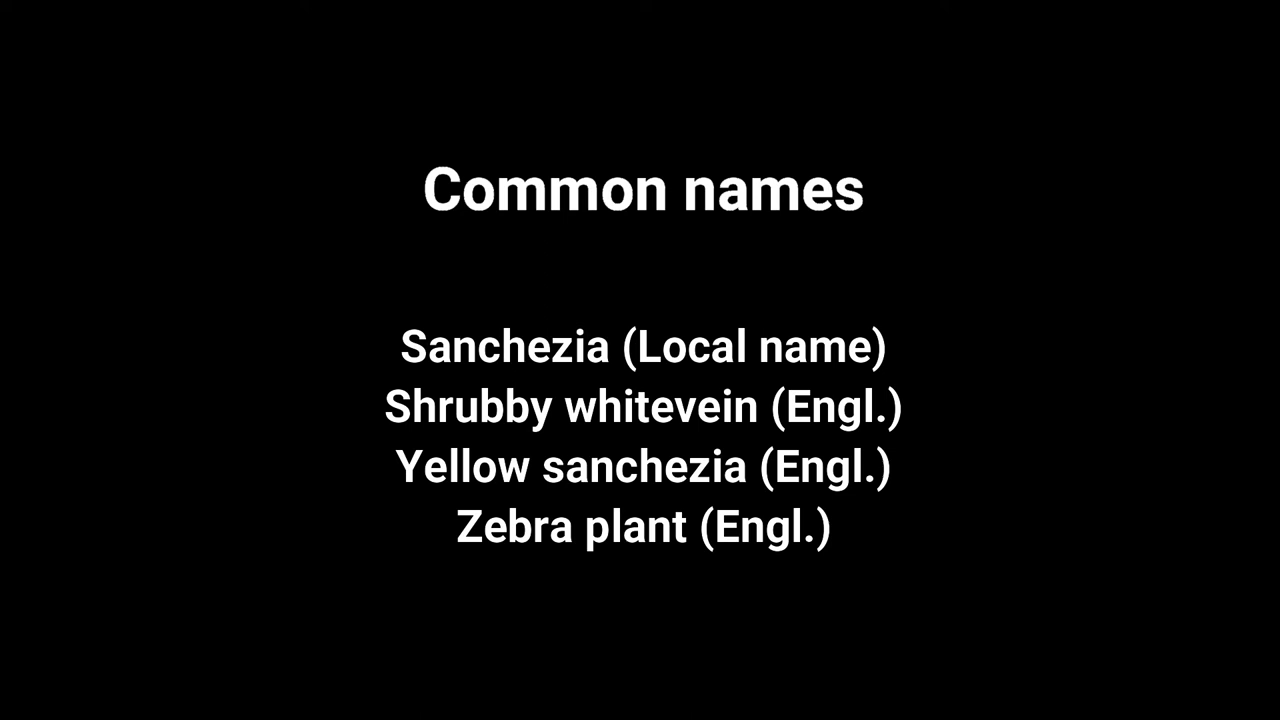 Common names
Sanchezia (Local name)
Shrubby whitevein (Engl.)
Yellow sanchezia (Engl.)
Zebra plant (Engl.)